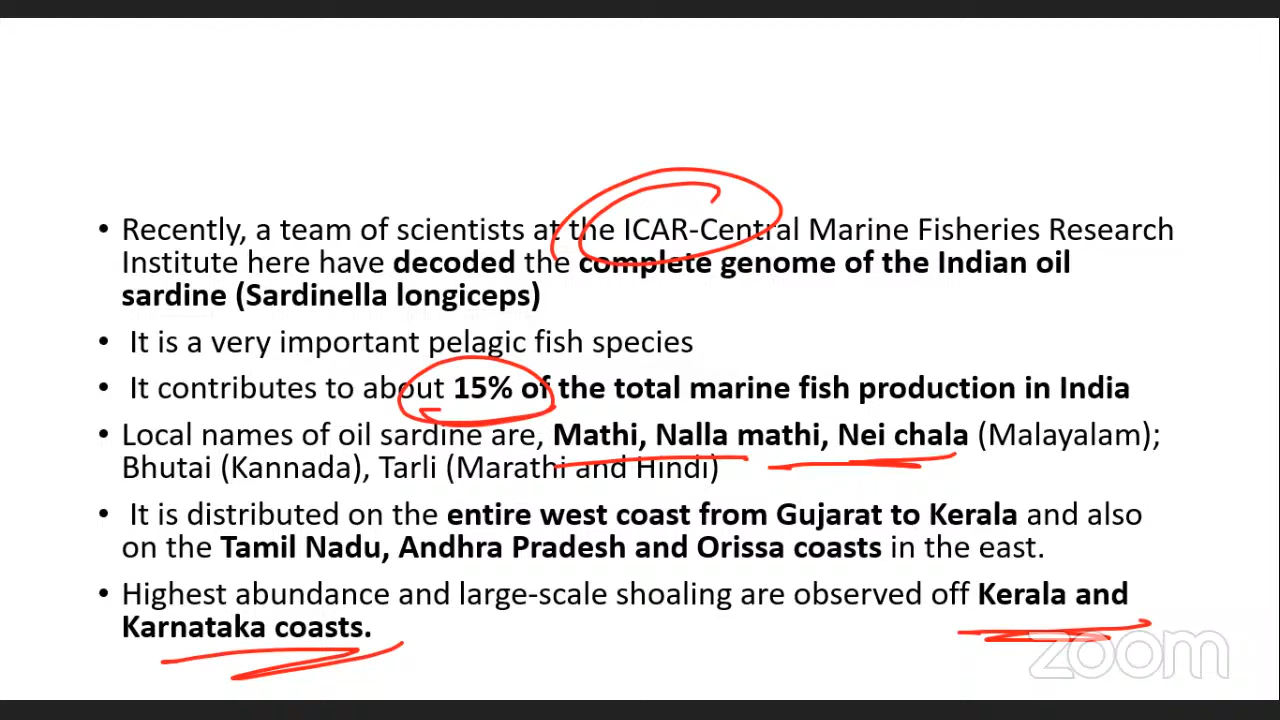 • Recently, a team of scientists at the ICAR-Central Marine Fisheries Research
Institute here have decoded the complete genome of the Indian oil
sardine (Sardinella longiceps)
• It is a very important pelagic fish species
• It contributes to about 15% of the total marine fish production in India
• Local names of oil sardine are, Mathi, Nalla mathi, Nei chala (Malayalam);
Bhutai (Kannada), Tarli (Marathi and Hindi)
• It is distributed on the entire west coast from Gujarat to Kerala and also
on the Tamil Nadu, Andhra Pradesh and Orissa coasts in the east.
• Highest abundance and large-scale shoaling are observed off Kerala and
Karnataka coasts.
zoom